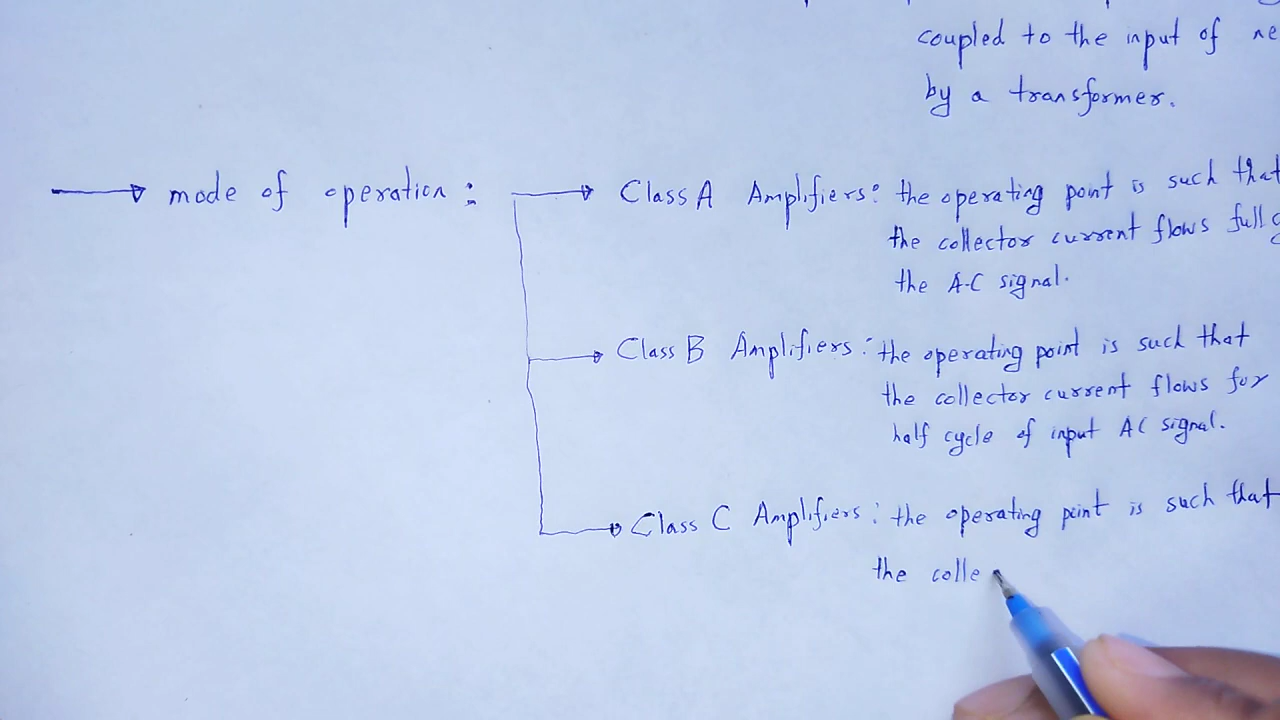 coupled to the input of ne
by a transformer.
mode of operation :
Class A Amplifiers: the operating point is such that
the collector current flows full
the A-C signal.
Class B Amplifiers: the operating point is such that
the collector current flows for
half cycle of input AC signal.
Class C Amplifiers: the operating point is such that
the colle